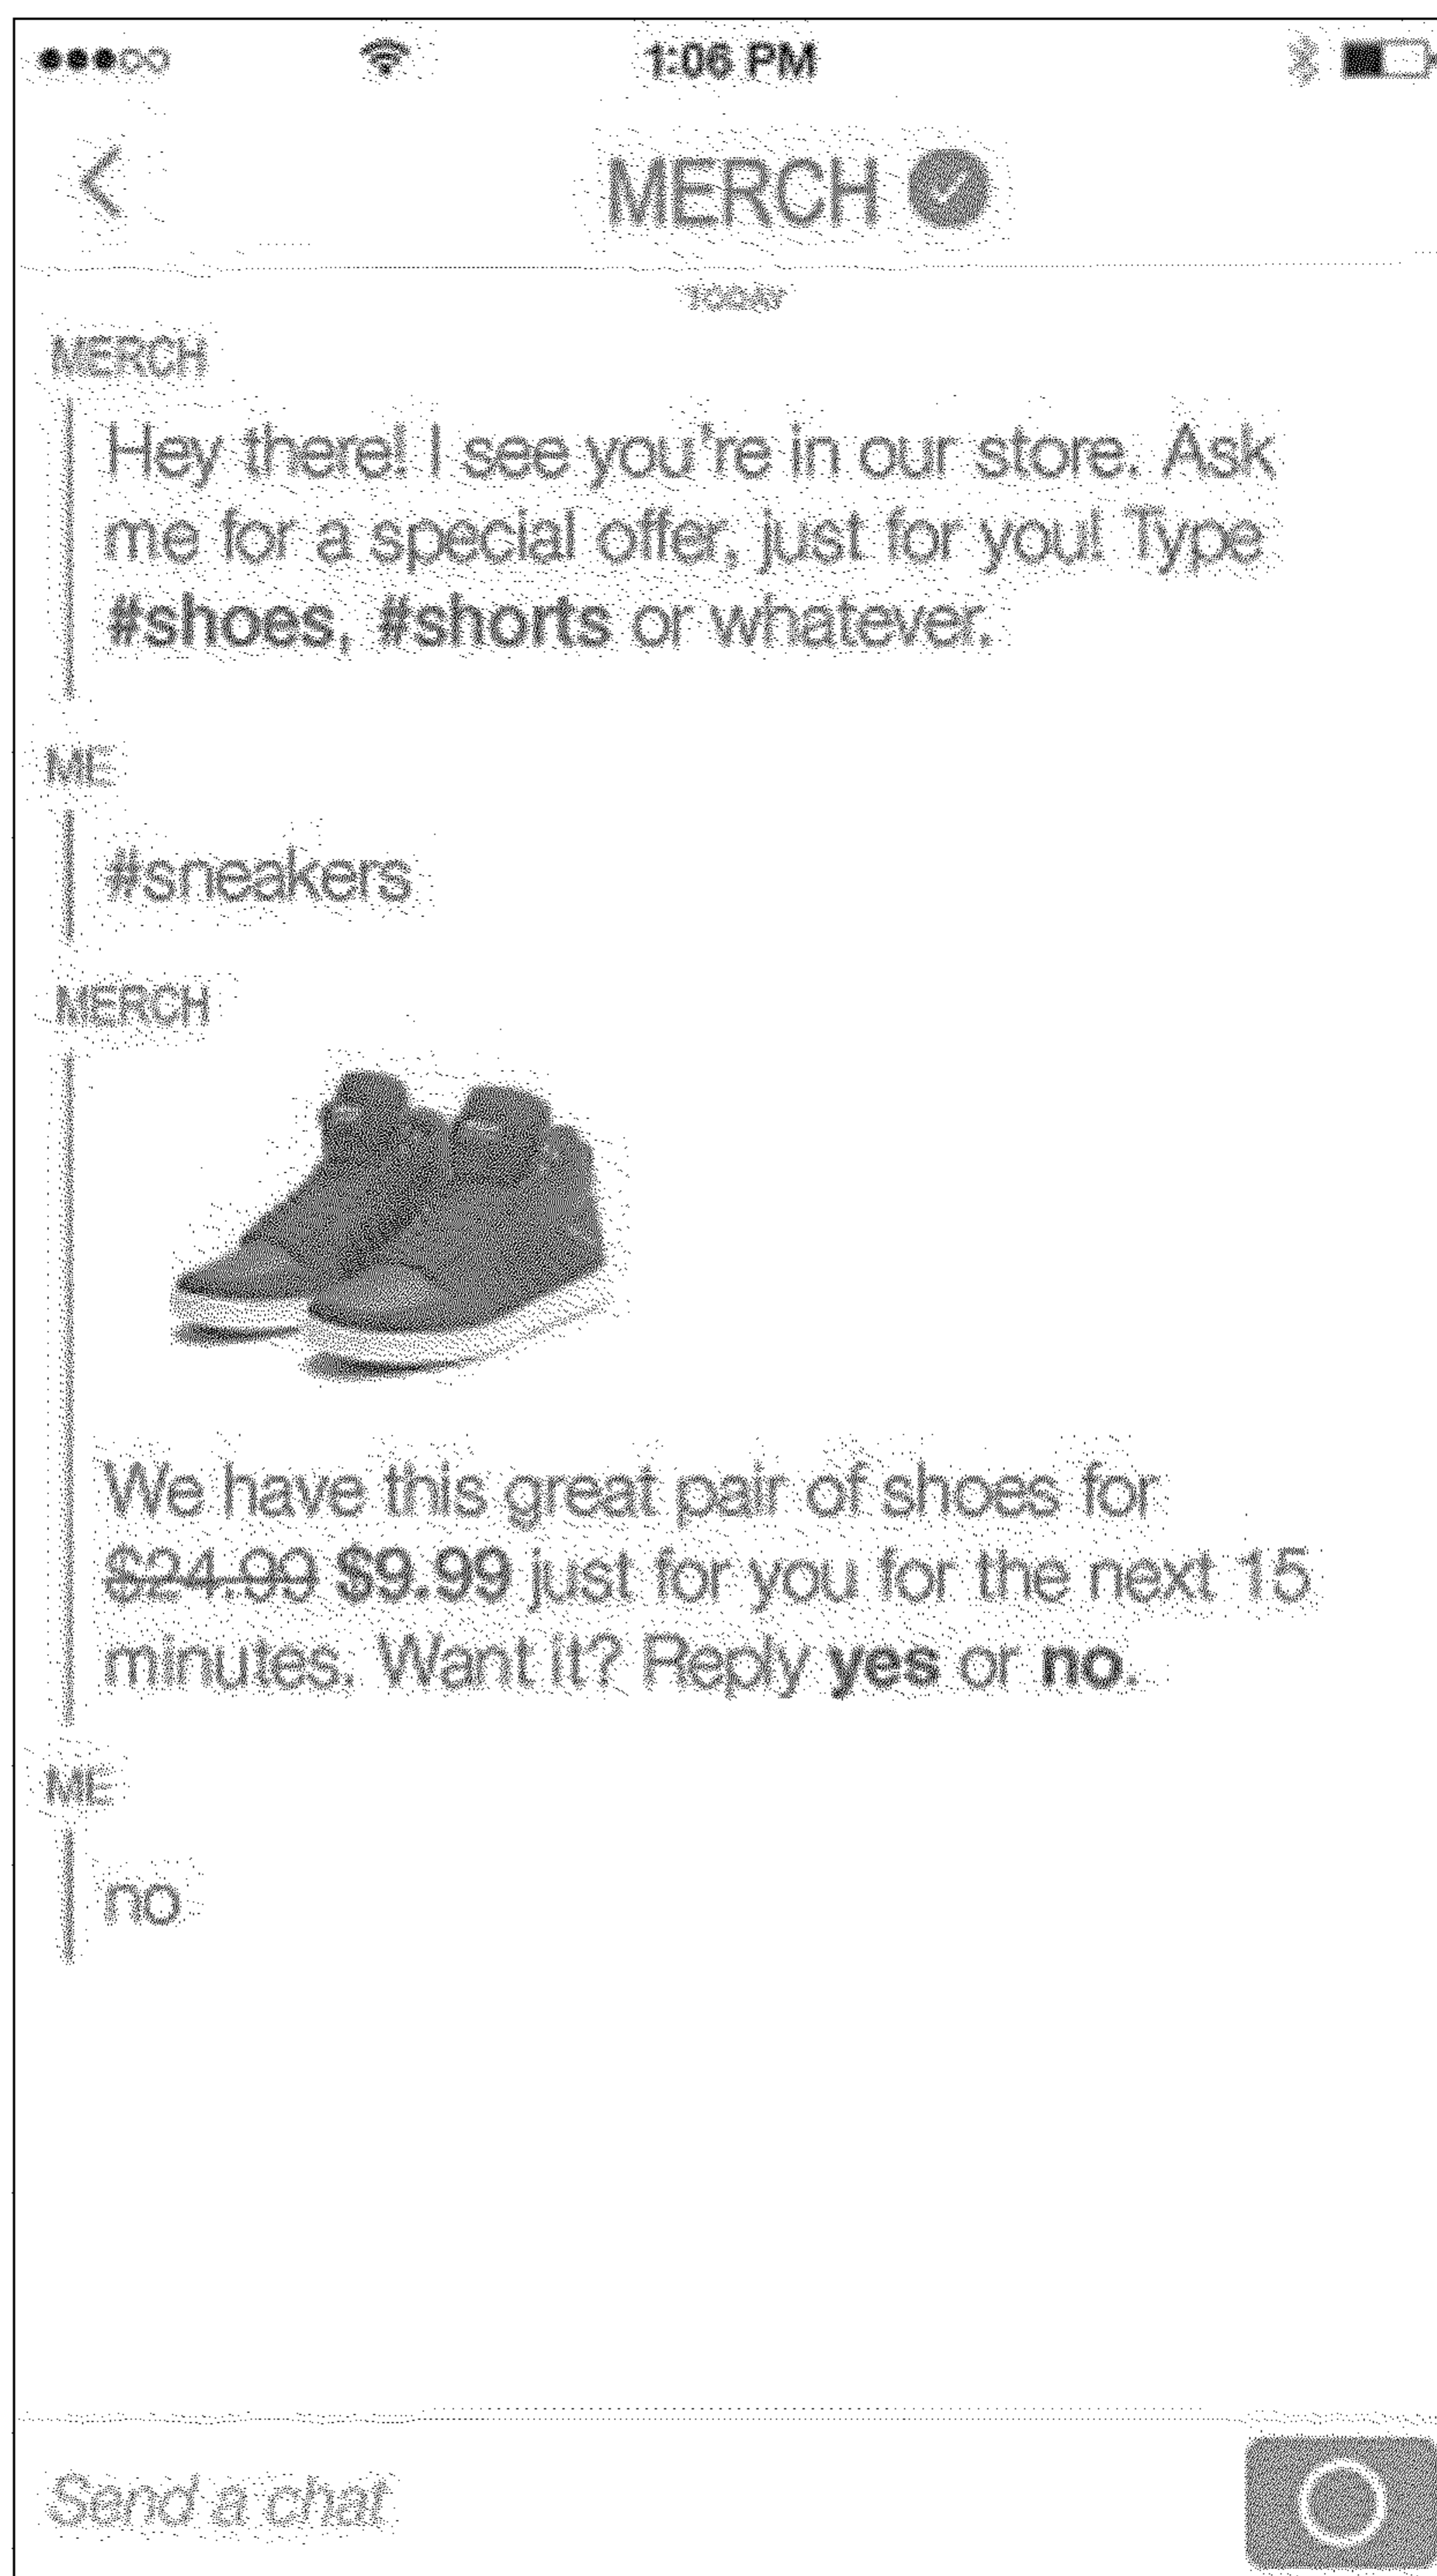 1:06 PM
MERCH
TODAY
MERCH
Hey there! I see you're in our store. Ask
me for a special offer, just for you! Type
#shoes, #shorts or whatever.
ME
#sneakers
MERCH
We have this great pair of shoes for
$24.99 $9.99 just for you for the next 15
minutes. Want it? Reply yes or no.
ME
no
Send a chat